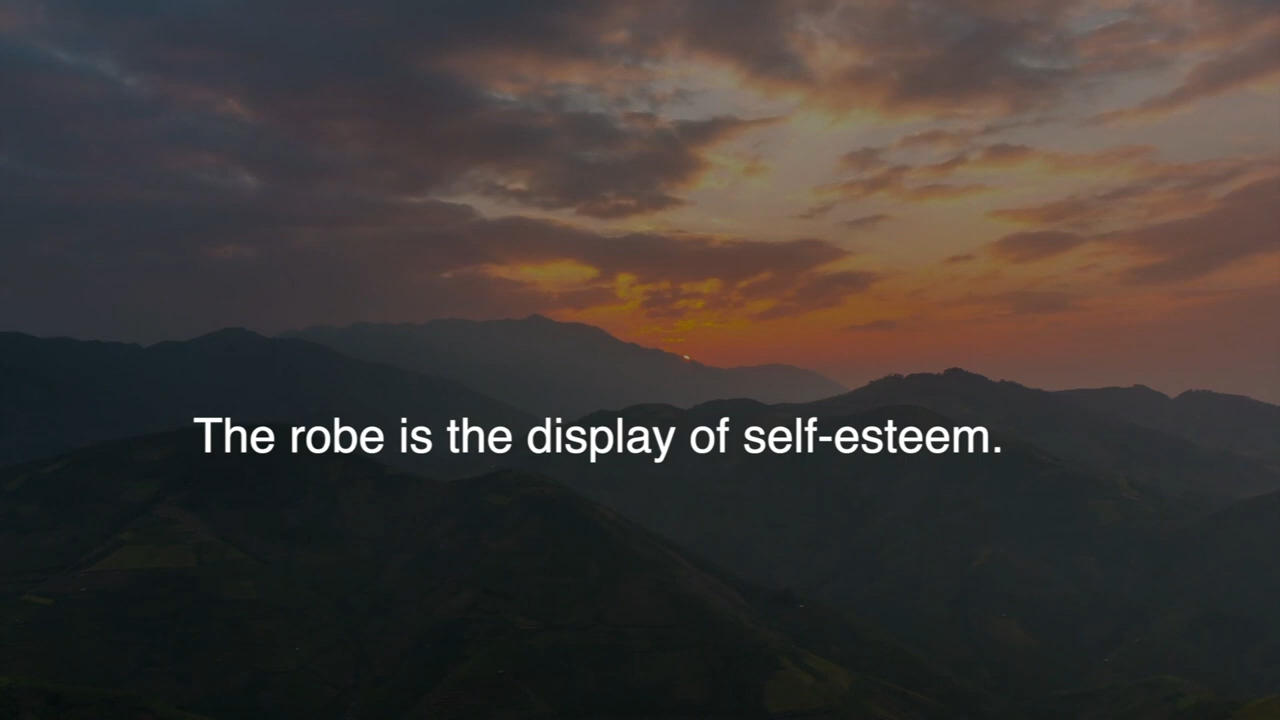 The robe is the display of self-esteem.